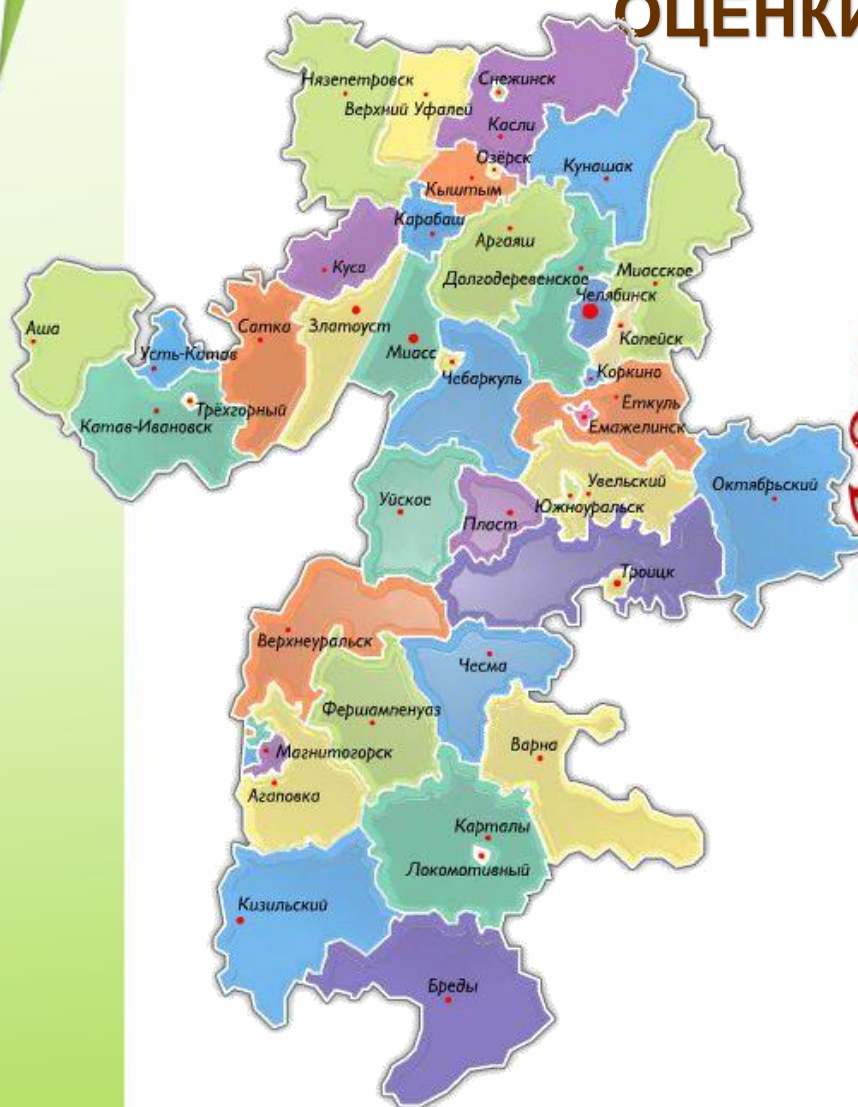 ОЦЕНКИ
Нязепетровск
Снежинск
Верхний Уфалей
Касли
Озёрск
Кунашак
Кыштым
Карабаш
Аргаяш
Куса
Долгодеревенское
Миасское
Челябинск
Аша
Сатка
Златоуст
Копейск
Усть-Катав
Миасс
Чебаркуль
Коркино
Трёхгорный
Еткуль
Катав-Ивановск
Емажелинск
Увельский
Октябрьский
Уйское
Южноуральск
Пласт
Троицк
Верхнеуральск
Чесма
Фершампенуаз
Магнитогорск
Варна
Агаповка
Карталы
Локомотивный
Кизильский
Бреды